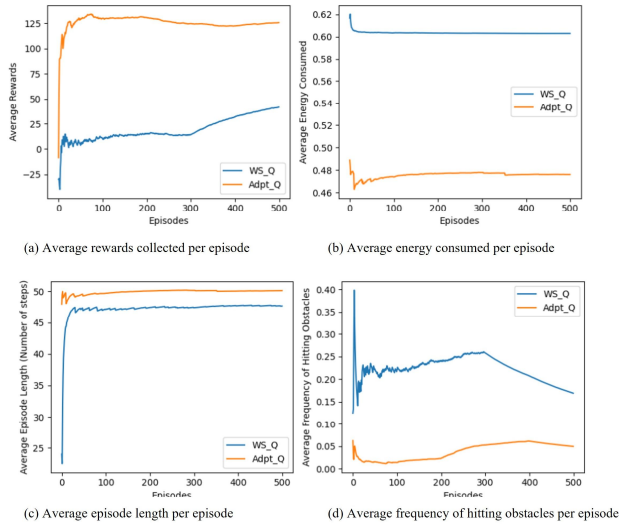 125
100
75
50
25
0
−25
Average Rewards
WS_Q
Adpt_Q
0 100 200 300 400 500
Episodes
(a) Average rewards collected per episode
0.62
0.60
0.58
0.56
0.54
0.52
0.50
0.48
0.46
Average Energy Consumed
WS_Q
Adpt_Q
0 100 200 300 400 500
Episodes
(b) Average energy consumed per episode
50
45
40
35
30
25
Average Episode Length (Number of steps)
WS_Q
Adpt_Q
0 100 200 300 400 500
Episodes
(c) Average episode length per episode
0.40
0.35
0.30
0.25
0.20
0.15
0.10
0.05
0.00
Average Frequency of Hitting Obstacles
WS_Q
Adpt_Q
0 100 200 300 400 500
Episodes
(d) Average frequency of hitting obstacles per episode